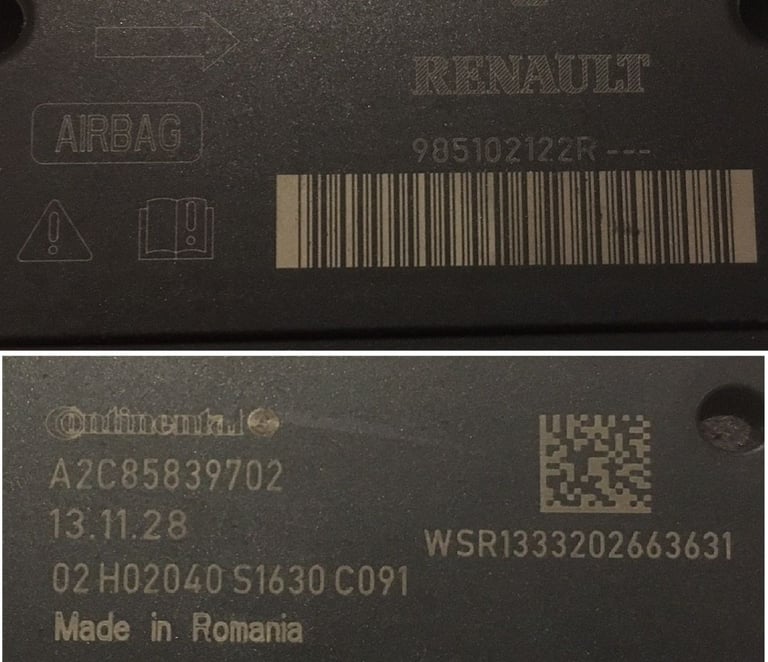 RENAULT
AIRBAG
985102122R---
Continental
A2C85839702
13.11.28
WSR1333202663631
02 H02040 S1630 C091
Made in Romania